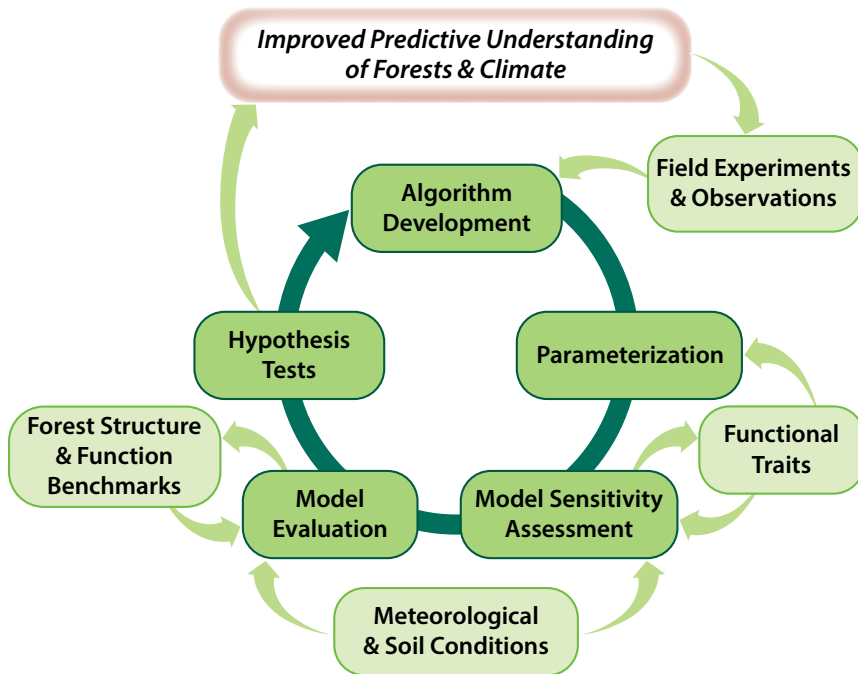 Improved Predictive Understanding
of Forests & Climate
Field Experiments
& Observations
Algorithm
Development
Hypothesis
Tests
Parameterization
Forest Structure
& Function
Benchmarks
Functional
Traits
Model
Evaluation
Model Sensitivity
Assessment
Meteorological
& Soil Conditions